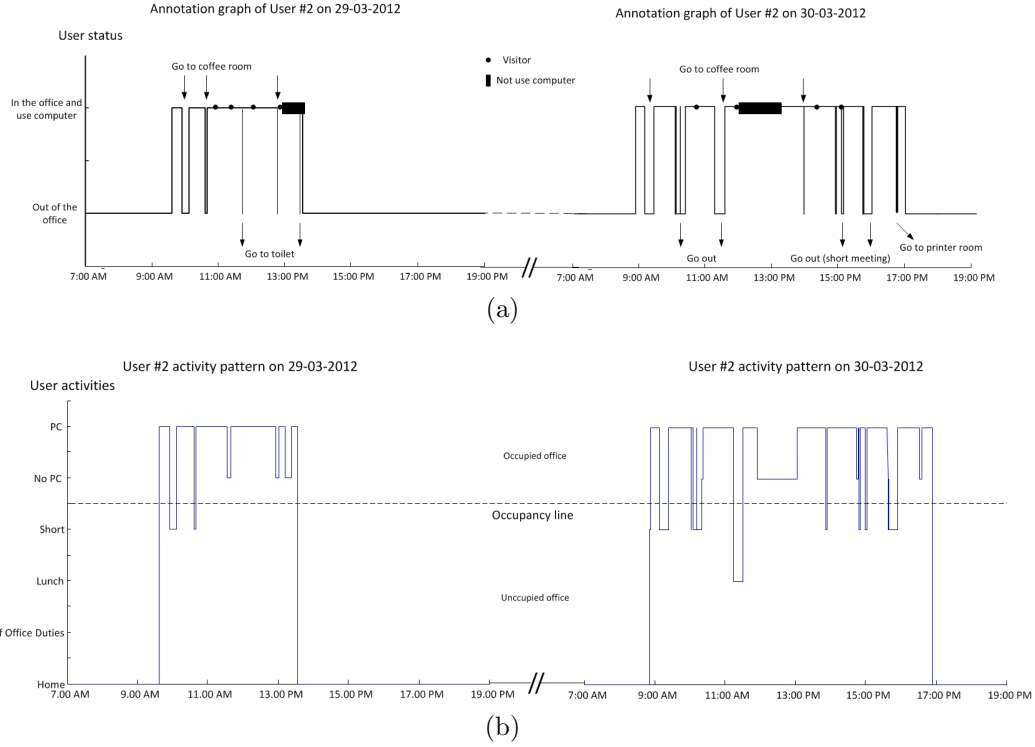 Annotation graph of User #2 on 29-03-2012
Annotation graph of User #2 on 30-03-2012
User status
Visitor
Not use computer
Go to coffee room
Go to coffee room
In the office and
use computer
Out of the
office
Go to toilet
Go out
Go out (short meeting)
Go to printer room
7:00 AM 9:00 AM 11:00 AM 13:00 PM 15:00 PM 17:00 PM 19:00 PM // 7:00 AM 9:00 AM 11:00 AM 13:00 PM 15:00 PM 17:00 PM 19:00 PM
(a)
User #2 activity pattern on 29-03-2012
User #2 activity pattern on 30-03-2012
User activities
PC
Occupied office
No PC
Occupancy line
Short
Lunch
Unccupied office
f Office Duties
Home
7.00 AM 9.00 AM 11.00 AM 13.00 PM 15.00 PM 17.00 PM 19.00 PM // 7:00 AM 9:00 AM 11:00 AM 13:00 PM 15:00 PM 17:00 PM 19:00 PM
(b)